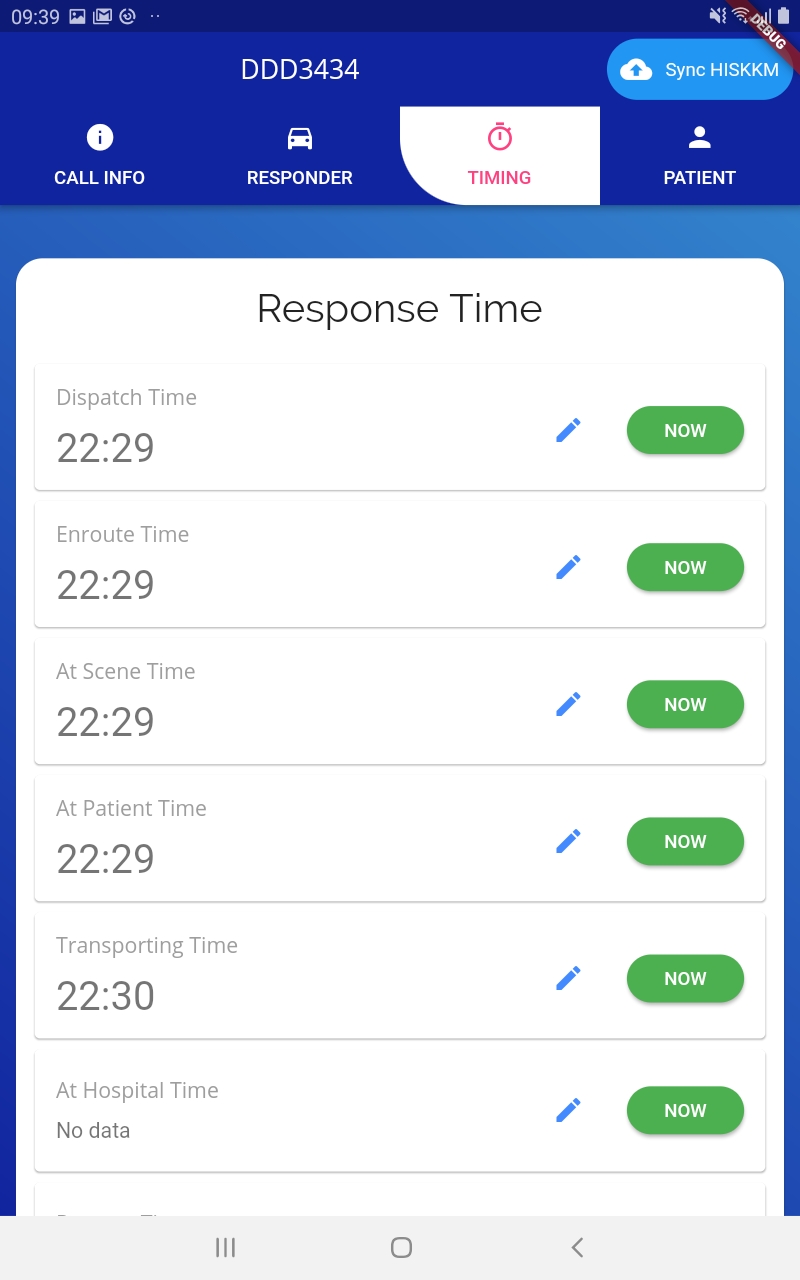 09:39
DEBUG
DDD3434
Sync HISKKM
CALL INFO
RESPONDER
TIMING
PATIENT
Response Time
Dispatch Time
22:29
NOW
Enroute Time
22:29
NOW
At Scene Time
22:29
NOW
At Patient Time
22:29
NOW
Transporting Time
22:30
NOW
At Hospital Time
No data
NOW